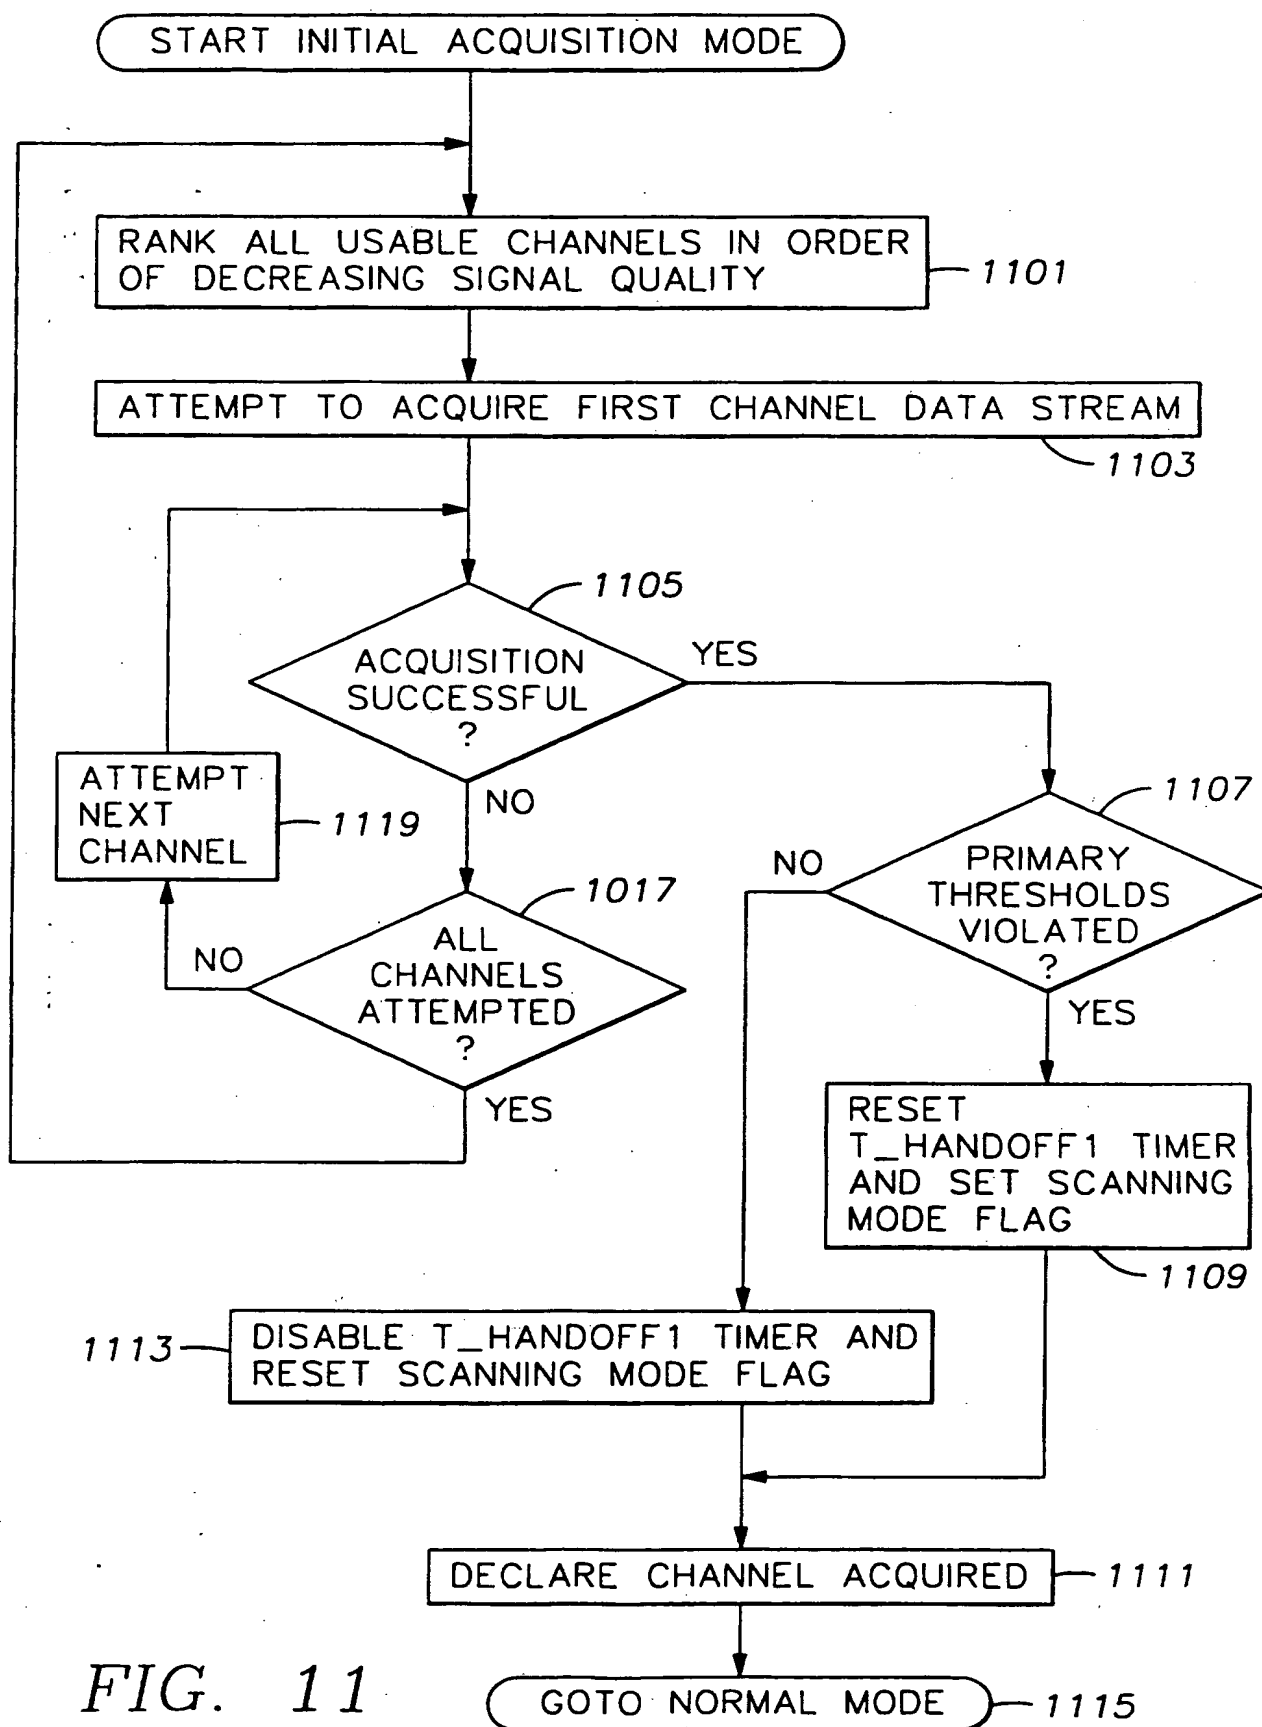 START INITIAL ACQUISITION MODE
RANK ALL USABLE CHANNELS IN ORDER
OF DECREASING SIGNAL QUALITY
1101
ATTEMPT TO ACQUIRE FIRST CHANNEL DATA STREAM
1103
1105
ACQUISITION
SUCCESSFUL
?
YES
NO
ATTEMPT
NEXT
CHANNEL
1119
1107
PRIMARY
THRESHOLDS
VIOLATED
?
NO
YES
1017
ALL
CHANNELS
ATTEMPTED
?
NO
YES
RESET
T_HANDOFF1 TIMER
AND SET SCANNING
MODE FLAG
1109
1113
DISABLE T_HANDOFF1 TIMER AND
RESET SCANNING MODE FLAG
DECLARE CHANNEL ACQUIRED
1111
GOTO NORMAL MODE
1115
FIG. 11